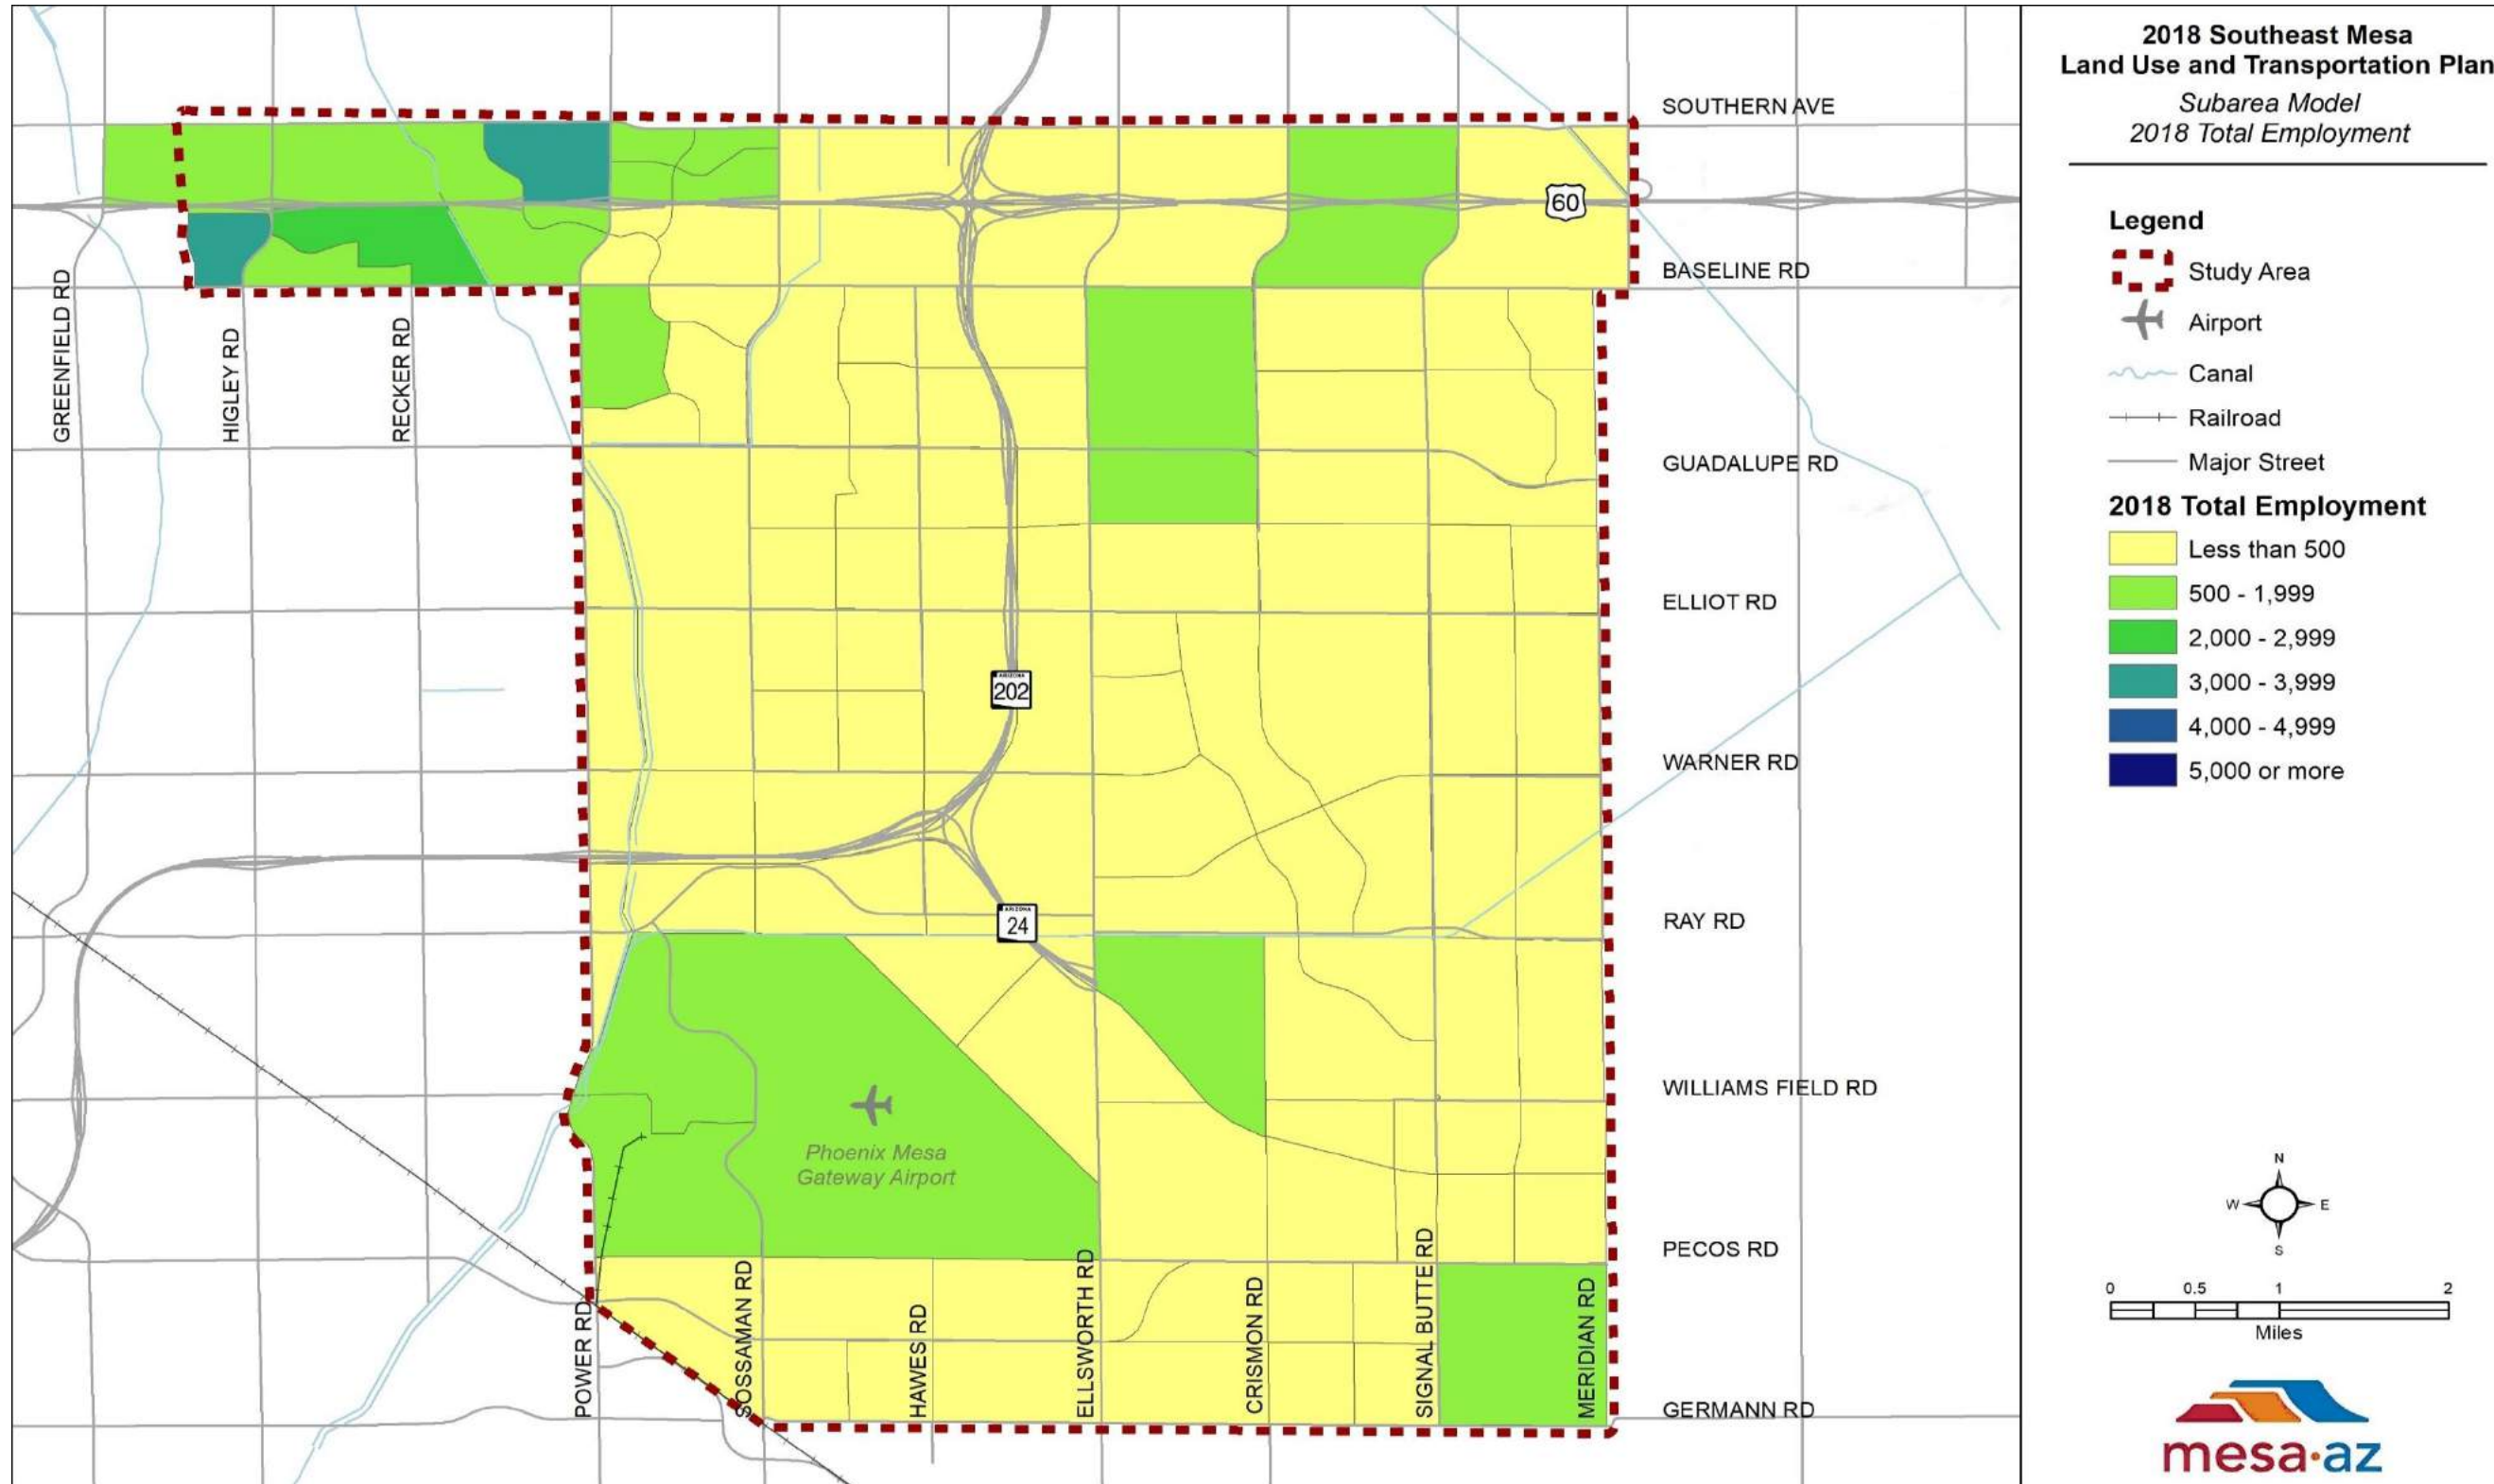 2018 Southeast Mesa
Land Use and Transportation Plan
Subarea Model
2018 Total Employment
SOUTHERN AVE
60
BASELINE RD
GREENFIELD RD
HIGLEY RD
RECKER RD
GUADALUPE RD
ELLIOT RD
ARIZONA
202
WARNER RD
ARIZONA
24
RAY RD
WILLIAMS FIELD RD
Phoenix Mesa
Gateway Airport
PECOS RD
POWER RD
SOSSAMAN RD
HAWES RD
ELLSWORTH RD
CRISMON RD
SIGNAL BUTTE RD
MERIDIAN RD
GERMANN RD
Legend
Study Area
Airport
Canal
Railroad
Major Street
2018 Total Employment
Less than 500
500 - 1,999
2,000 - 2,999
3,000 - 3,999
4,000 - 4,999
5,000 or more
N
W E
S
0 0.5 1 2
Miles
mesa·az